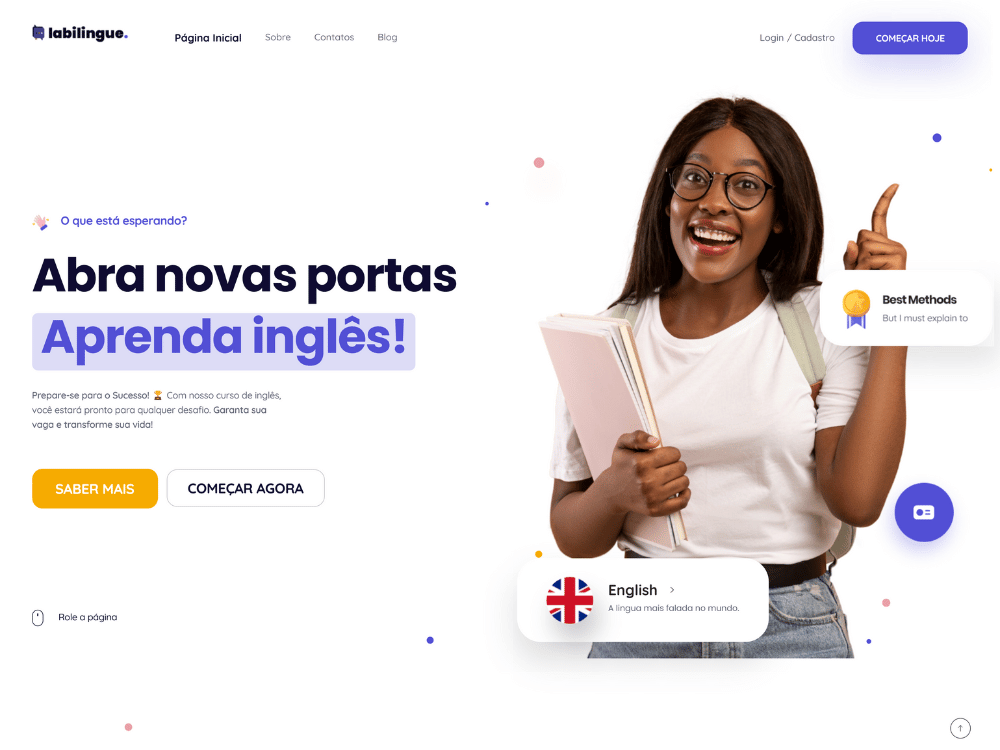 labilingue.
Página Inicial
Sobre
Contatos
Blog
Login / Cadastro
COMEÇAR HOJE
O que está esperando?
Abra novas portas
Aprenda inglês!
Prepare-se para o Sucesso! 🏆 Com nosso curso de inglês,
você estará pronto para qualquer desafio. Garanta sua
vaga e transforme sua vida!
SABER MAIS
COMEÇAR AGORA
Best Methods
But I must explain to
English
A lingua mais falada no mundo.
Role a página